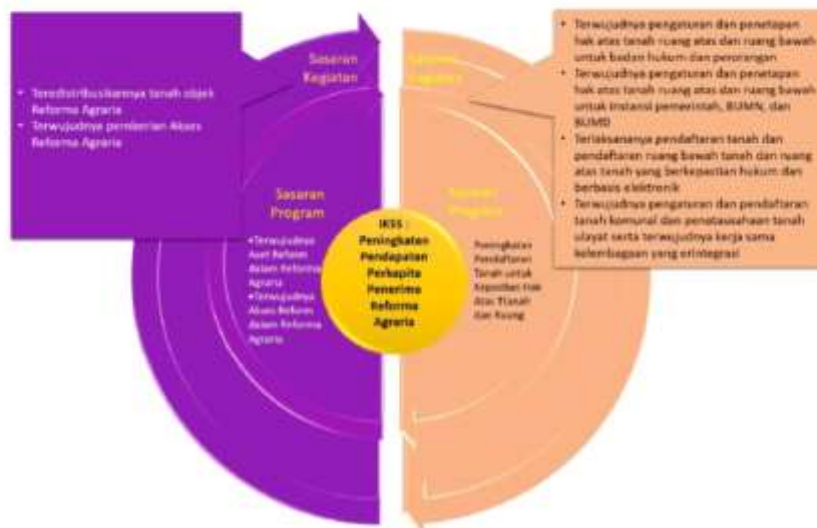 • Teredistribusikannya tanah objek
Reforma Agraria
• Terwujudnya pemberian Akses
Reforma Agraria
Sasaran
Kegiatan
Sasaran
Program
•Terwujudnya
Aset Reform
dalam Reforma
Agraria
•Terwujudnya
Akses Reform
dalam Reforma
Agraria
IKSS :
Peningkatan
Pendapatan
Perkapita
Penerima
Reforma
Agraria
Sasaran
Kegiatan
Sasaran
Program
Peningkatan
Pendaftaran
Tanah untuk
Kepastian Hak
Atas Tanah
dan Ruang
• Terwujudnya pengaturan dan penetapan
hak atas tanah ruang atas dan ruang bawah
untuk badan hukum dan perorangan
• Terwujudnya pengaturan dan penetapan
hak atas tanah ruang atas dan ruang bawah
untuk instansi pemerintah, BUMN, dan
BUMD
• Terlaksananya pendaftaran tanah dan
pendaftaran ruang bawah tanah dan ruang
atas tanah yang berkepastian hukum dan
berbasis elektronik
• Terwujudnya pengaturan dan pendaftaran
tanah komunal dan penatausahaan tanah
ulayat serta terwujudnya kerja sama
kelembagaan yang erintegrasi